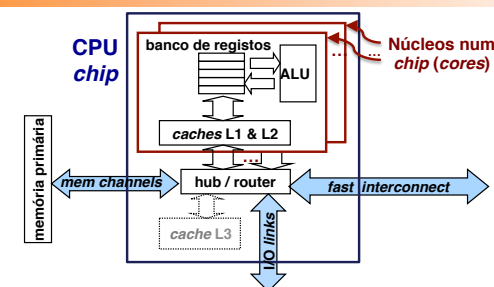 CPU
chip
banco de registos
ALU
...
...
Núcleos num
chip (cores)
caches L1 & L2
...
memória primária
mem channels
hub / router
fast interconnect
cache L3
I/O links